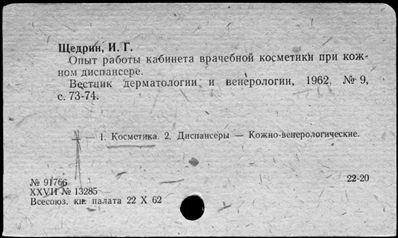 Щедрин, И. Г.
Опыт работы кабинета врачебной косметики при кож-
ном диспансере.
Вестник дерматологии и венерологии, 1962, № 9,
с. 73-74.
— 1. Косметика. 2. Диспансеры — Кожно-венерологические.
№ 91766
XXVII № 13285
Всесоюз. кн. палата 22 X 62
22-20